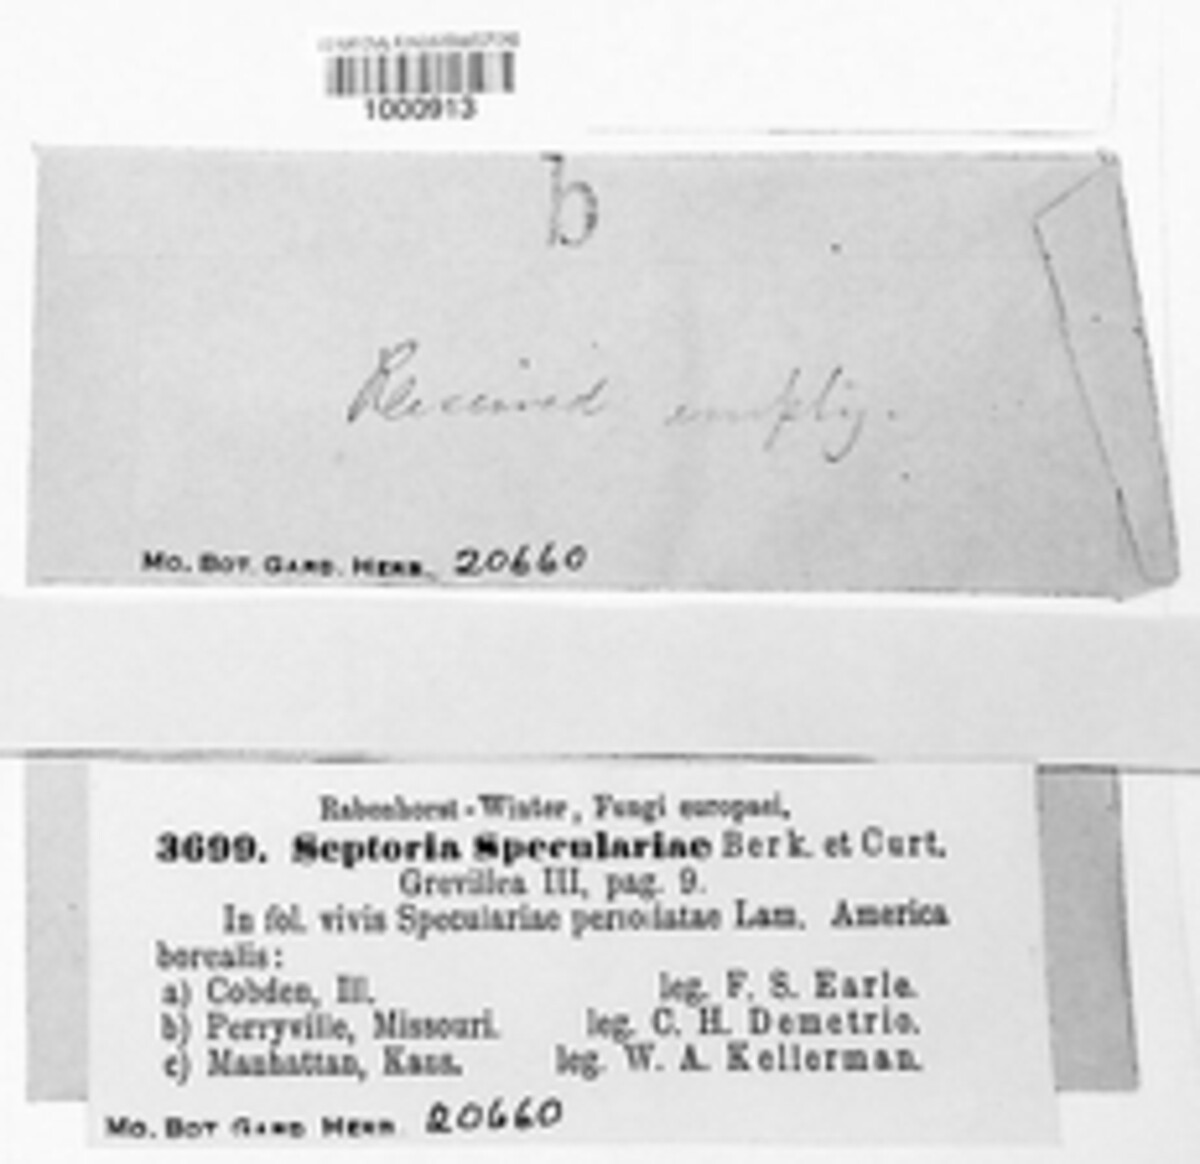 1000913
b
Received empty.
Mo. Bot. Gard. Herb. 20660
Rabenhorst-Winter, Fungi europaei.
3699. Septoria Speculariae Berk. et Curt.
Grevillea III, pag. 9.
In fol. vivis Speculariae perfoliatae Lam. America
borealis:
a) Cobden, Ill. leg. F. S. Earle.
b) Perryville, Missouri. leg. C. H. Demetrio.
c) Manhattan, Kans. leg. W. A. Kellerman.
Mo. Bot Gard Herb. 20660